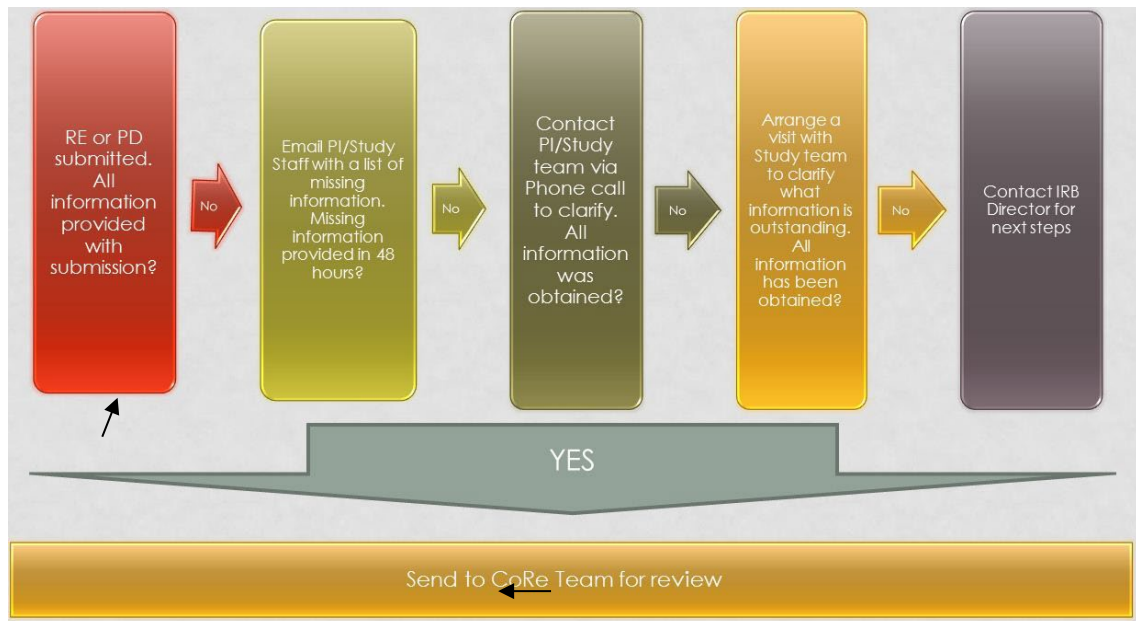 RE or PD
submitted.
All
information
provided
with
submission?
No
Email PI/Study
Staff with a list of
missing
information.
Missing
information
provided in 48
hours?
No
Contact
PI/Study
team via
Phone call
to clarify.
All
information
was
obtained?
No
Arrange a
visit with
Study team
to clarify
what
information is
outstanding.
All
information
has been
obtained?
No
Contact IRB
Director for
next steps
YES
Send to CoRe Team for review